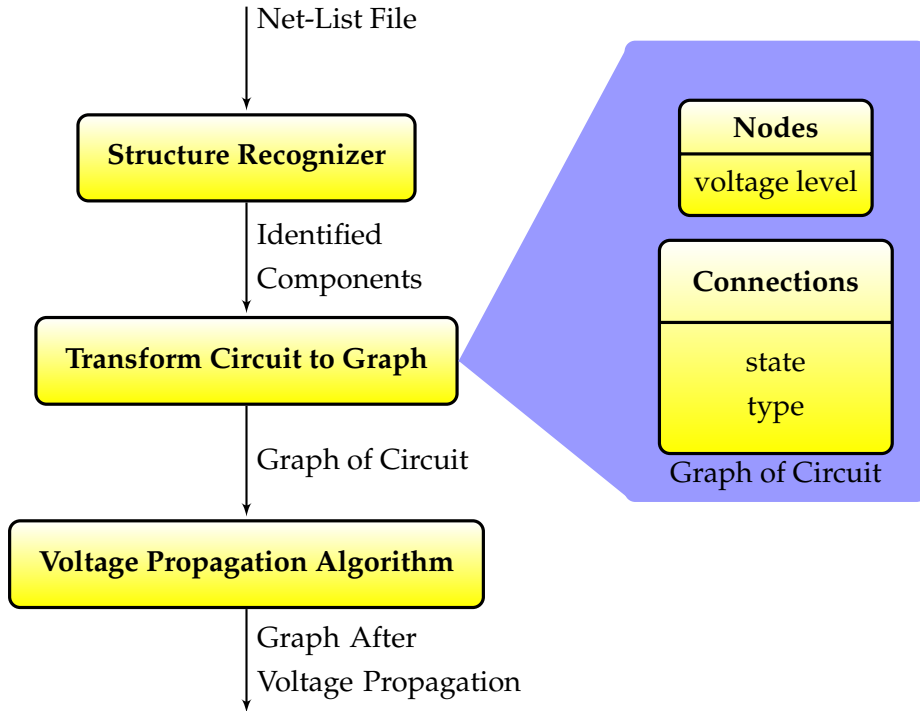 Net-List File
Structure Recognizer
Identified
Components
Transform Circuit to Graph
Graph of Circuit
Voltage Propagation Algorithm
Graph After
Voltage Propagation
Nodes
voltage level
Connections
state
type
Graph of Circuit